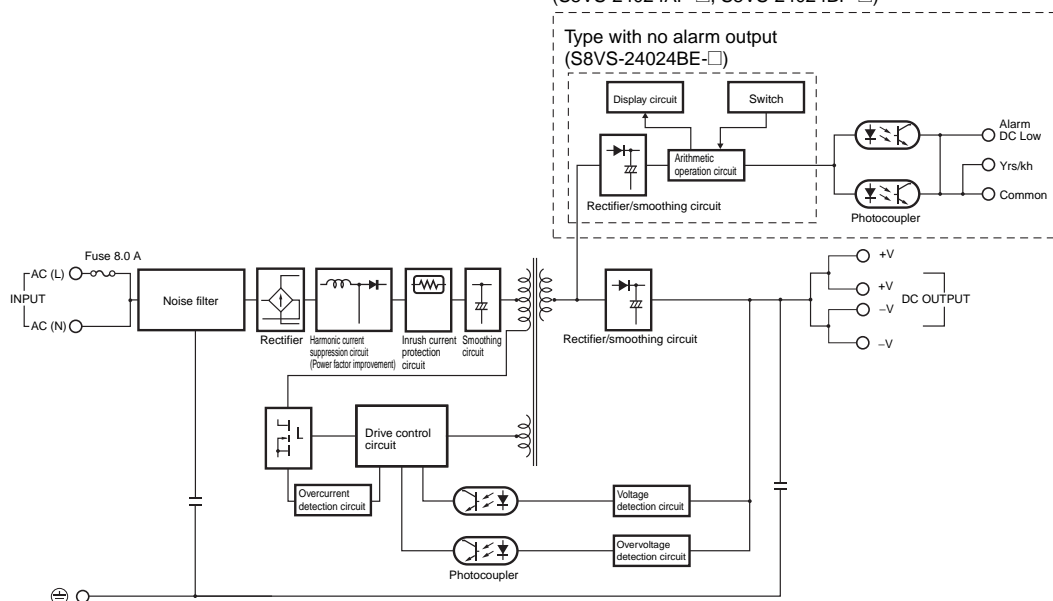 Type with no alarm output
(S8VS-24024BE-□)
Display circuit
Switch
Arithmetic
operation circuit
Rectifier/smoothing circuit
Alarm
DC Low
Yrs/kh
Common
Photocoupler
Fuse 8.0 A
AC (L)
INPUT
AC (N)
Noise filter
Rectifier
Harmonic current
suppression circuit
(Power factor improvement)
Inrush current
protection
circuit
Smoothing
circuit
Rectifier/smoothing circuit
+V
+V
DC OUTPUT
−V
−V
Drive control
circuit
Overcurrent
detection circuit
Voltage
detection circuit
Overvoltage
detection circuit
Photocoupler